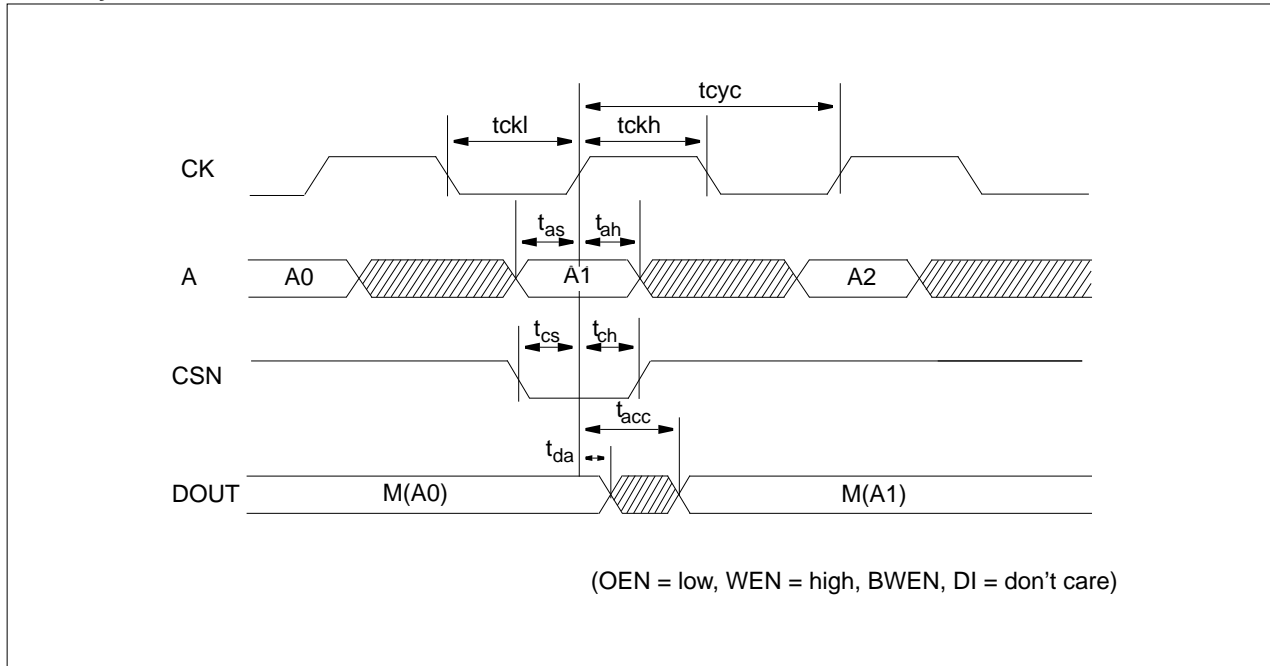 tcyc
tckl
tckh
CK
tas
tah
A
A0
A1
A2
tcs
tch
CSN
tacc
tda
DOUT
M(A0)
M(A1)
(OEN = low, WEN = high, BWEN, DI = don't care)